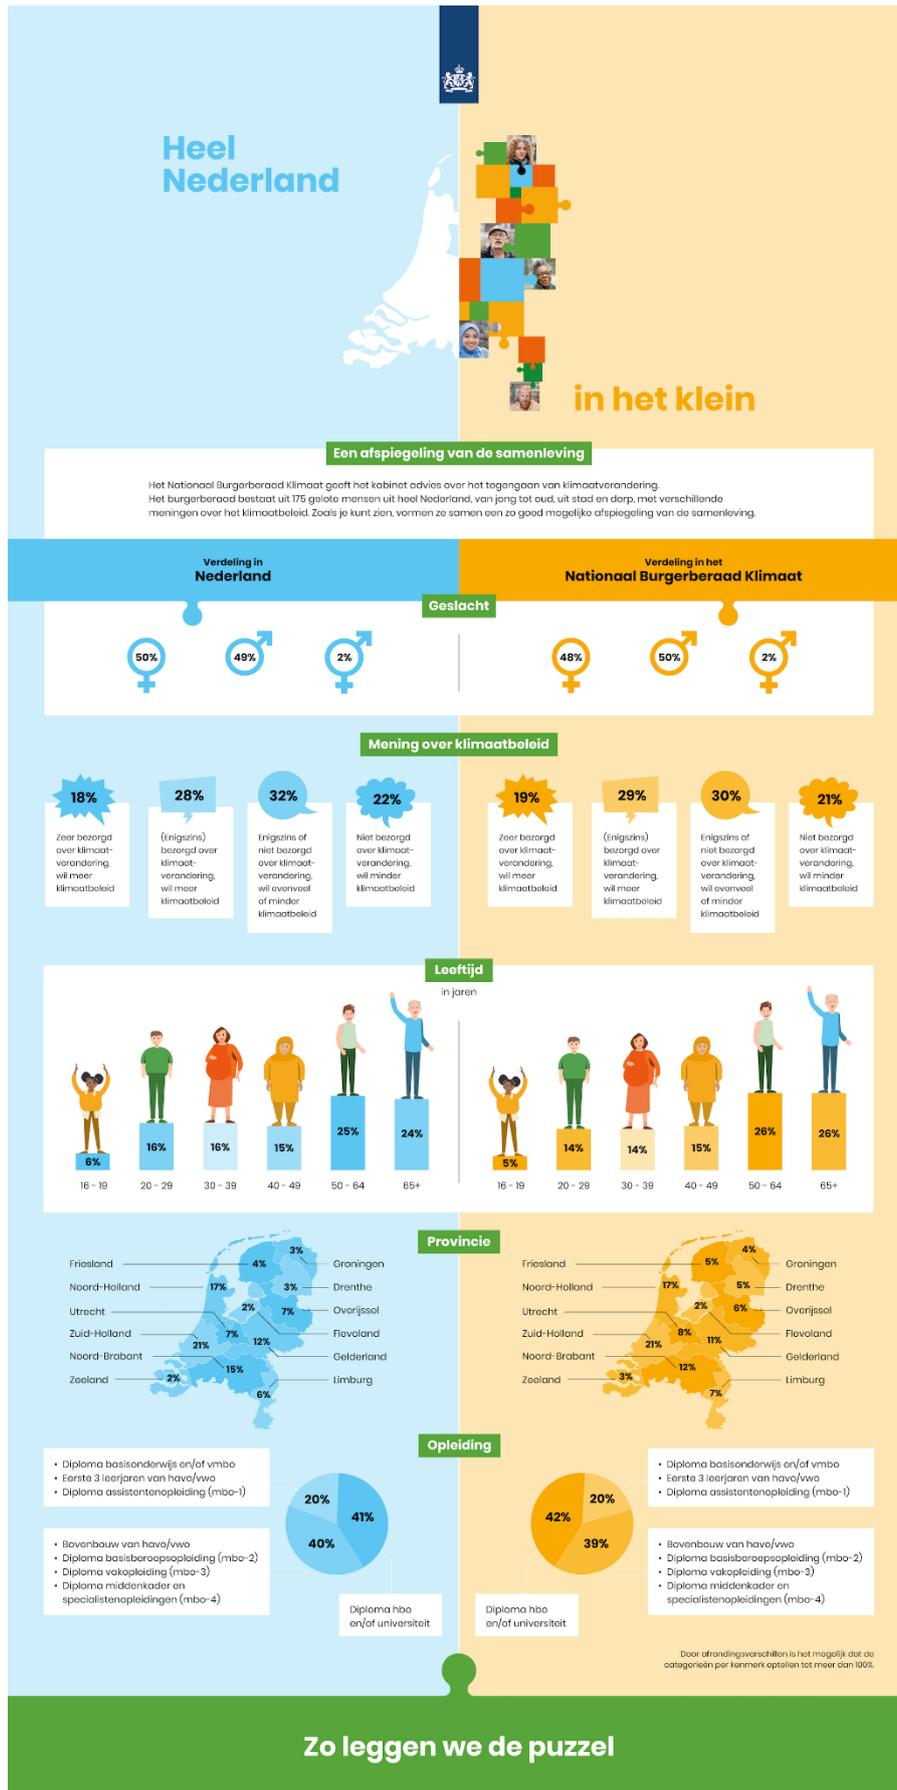 Heel
Nederland
in het klein
Een afspiegeling van de samenleving
Het Nationaal Burgerberaad Klimaat geeft het kabinet advies over het tegengaan van klimaatverandering.
Het burgerberaad bestaat uit 175 gelote mensen uit heel Nederland, van jong tot oud, uit stad en dorp, met verschillende
meningen over het klimaatbeleid. Zoals je kunt zien, vormen ze samen een zo goed mogelijke afspiegeling van de samenleving.
Verdeling in
Nederland
Verdeling in het
Nationaal Burgerberaad Klimaat
Geslacht
50% 49% 2%
48% 50% 2%
Mening over klimaatbeleid
18%
Zeer bezorgd
over klimaat-
verandering,
wil meer
klimaatbeleid
28%
(Enigszins)
bezorgd over
klimaat-
verandering,
wil meer
klimaatbeleid
32%
Enigszins of
niet bezorgd
over klimaat-
verandering,
wil evenveel
of minder
klimaatbeleid
22%
Niet bezorgd
over klimaat-
verandering,
wil minder
klimaatbeleid
19%
Zeer bezorgd
over klimaat-
verandering,
wil meer
klimaatbeleid
29%
(Enigszins)
bezorgd over
klimaat-
verandering,
wil meer
klimaatbeleid
30%
Enigszins of
niet bezorgd
over klimaat-
verandering,
wil evenveel
of minder
klimaatbeleid
21%
Niet bezorgd
over klimaat-
verandering,
wil minder
klimaatbeleid
Leeftijd
in jaren
6% 16% 16% 15% 25% 24%
16 - 19 20 - 29 30 - 39 40 - 49 50 - 64 65+
5% 14% 14% 15% 26% 26%
16 - 19 20 - 29 30 - 39 40 - 49 50 - 64 65+
Provincie
3%
Friesland 4% Groningen
Noord-Holland 17% 3% Drenthe
Utrecht 2% 7% Overijssel
Zuid-Holland 7% Flevoland
21% 12%
Noord-Brabant 15% Gelderland
Zeeland 2% Limburg
6%
4%
Friesland 5% Groningen
Noord-Holland 17% 5% Drenthe
Utrecht 2% 6% Overijssel
Zuid-Holland 8% Flevoland
21% 11%
Noord-Brabant 12% Gelderland
Zeeland 3% Limburg
7%
Opleiding
• Diploma basisonderwijs en/of vmbo
• Eerste 3 leerjaren van havo/vwo
• Diploma assistentenopleiding (mbo-1)
• Bovenbouw van havo/vwo
• Diploma basisberoepsopleiding (mbo-2)
• Diploma vakopleiding (mbo-3)
• Diploma middenkader en
specialistenopleidingen (mbo-4)
20%
41%
40%
Diploma hbo
en/of universiteit
20%
42%
39%
Diploma hbo
en/of universiteit
• Diploma basisonderwijs en/of vmbo
• Eerste 3 leerjaren van havo/vwo
• Diploma assistentenopleiding (mbo-1)
• Bovenbouw van havo/vwo
• Diploma basisberoepsopleiding (mbo-2)
• Diploma vakopleiding (mbo-3)
• Diploma middenkader en
specialistenopleidingen (mbo-4)
Door afrondingsverschillen is het mogelijk dat de
categorieën per kenmerk optellen tot meer dan 100%.
Zo leggen we de puzzel